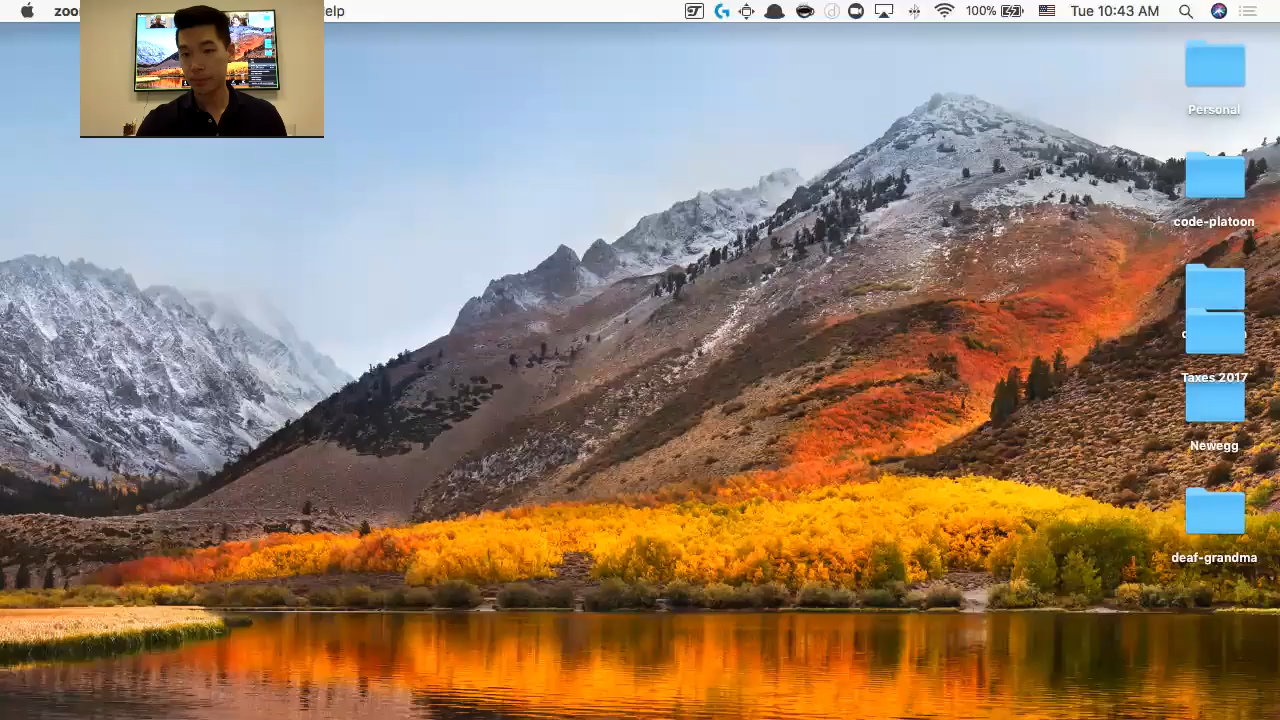 zoo
elp
100%
Tue 10:43 AM
Personal
code-platoon
Taxes 2017
Newegg
deaf-grandma